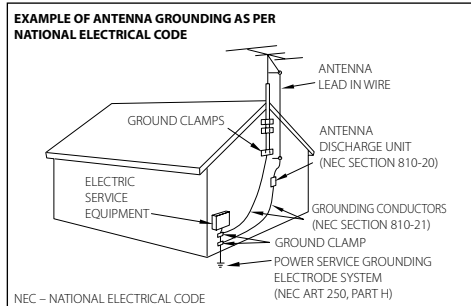 EXAMPLE OF ANTENNA GROUNDING AS PER
NATIONAL ELECTRICAL CODE
ANTENNA
LEAD IN WIRE
GROUND CLAMPS
ANTENNA
DISCHARGE UNIT
(NEC SECTION 810-20)
ELECTRIC
SERVICE
EQUIPMENT
GROUNDING CONDUCTORS
(NEC SECTION 810-21)
GROUND CLAMP
POWER SERVICE GROUNDING
ELECTRODE SYSTEM
(NEC ART 250, PART H)
NEC – NATIONAL ELECTRICAL CODE